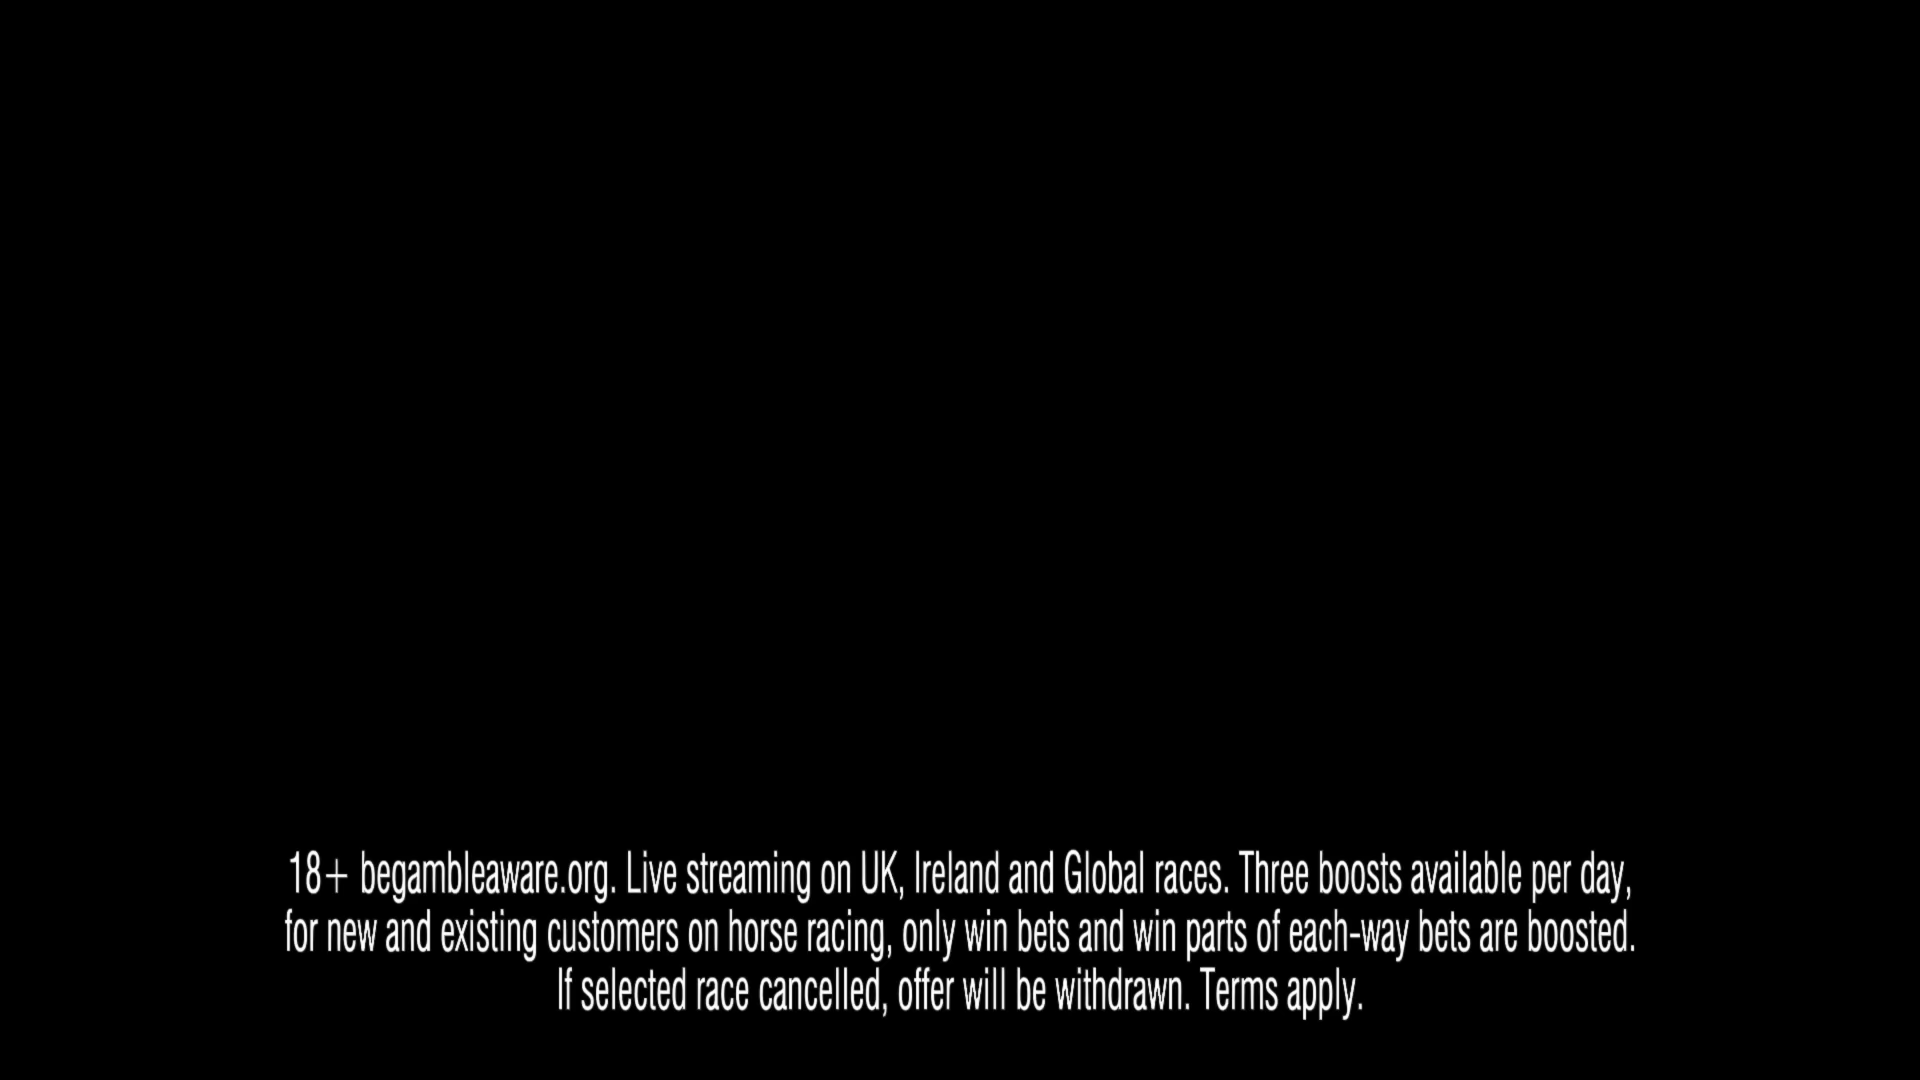 18+ begambleaware.org. Live streaming on UK, Ireland and Global races. Three boosts available per day,
for new and existing customers on horse racing, only win bets and win parts of each-way bets are boosted.
If selected race cancelled, offer will be withdrawn. Terms apply.